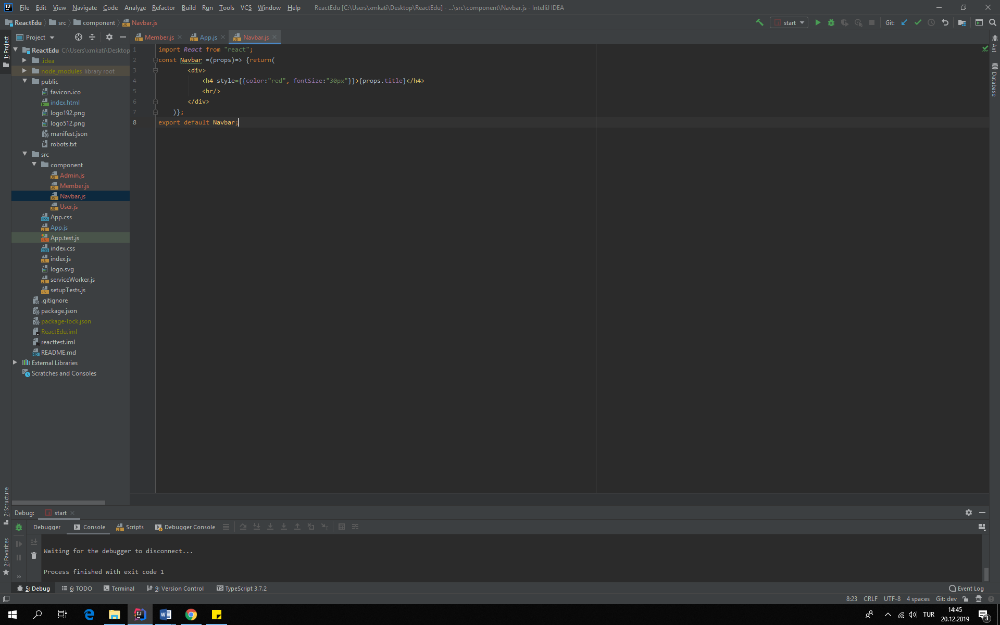 File Edit View Navigate Code Analyze Refactor Build Run Tools VCS Window Help ReactEdu [C:\Users\xmkati\Desktop\ReactEdu] - ...\src\component\Navbar.js - IntelliJ IDEA
ReactEdu src component Navbar.js start Git:
Project
Member.js App.js Navbar.js
1: Project
ReactEdu C:\Users\xmkati\Desktop
.idea
node_modules library root
public
favicon.ico
index.html
logo192.png
logo512.png
manifest.json
robots.txt
src
component
Admin.js
Member.js
Navbar.js
User.js
App.css
App.js
App.test.js
index.css
index.js
logo.svg
serviceWorker.js
setupTests.js
.gitignore
package.json
package-lock.json
ReactEdu.iml
reacttest.iml
README.md
External Libraries
Scratches and Consoles
1 import React from "react";
2 const Navbar =(props)=> {return(
3 <div>
4 <h4 style={{color:"red", fontSize:"30px"}}>{props.title}</h4>
5 <hr/>
6 </div>
7 )};
8 export default Navbar;
Ant
Database
7: Structure
2: Favorites
Debug: start
Debugger Console Scripts Debugger Console
Waiting for the debugger to disconnect...
Process finished with exit code 1
5: Debug 6: TODO Terminal 9: Version Control TypeScript 3.7.2 Event Log
8:23 CRLF UTF-8 4 spaces Git: dev
TUR 14:45
20.12.2019 3